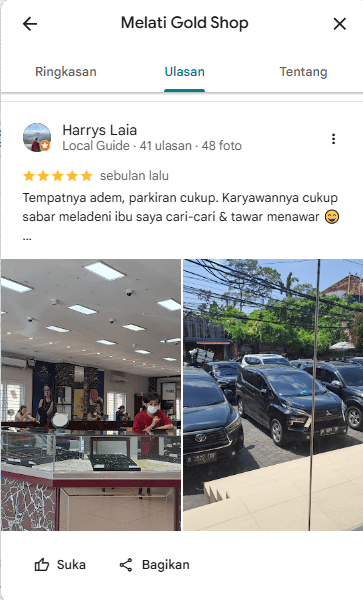 Melati Gold Shop
Ringkasan
Ulasan
Tentang
Harrys Laia
Local Guide · 41 ulasan · 48 foto
sebulan lalu
Tempatnya adem, parkiran cukup. Karyawannya cukup
sabar meladeni ibu saya cari-cari & tawar menawar 😄
...
Suka
Bagikan